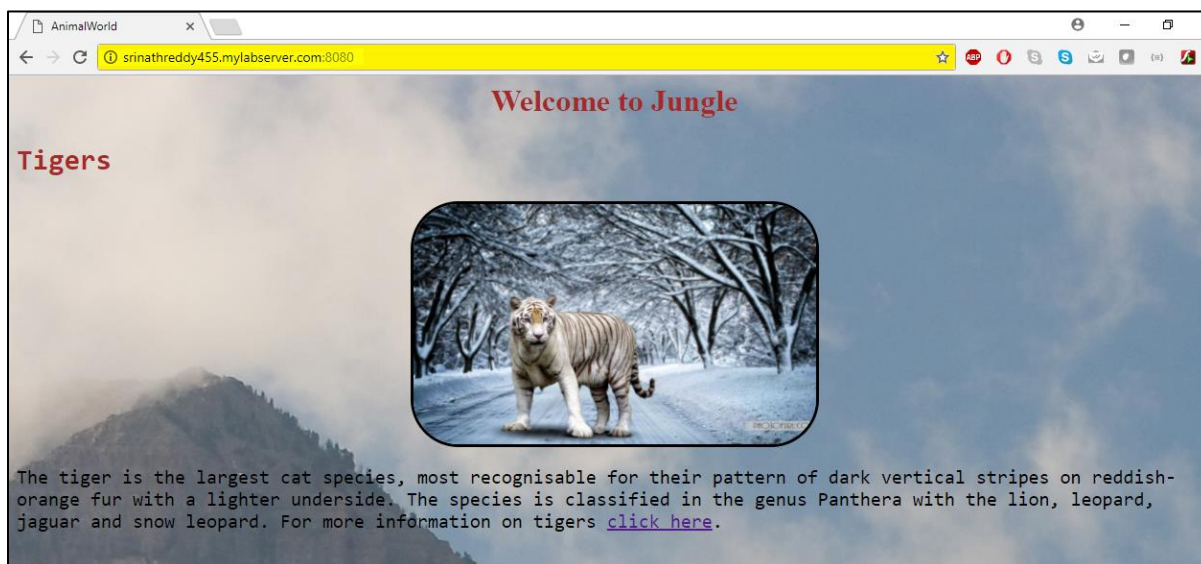 AnimalWorld
srinathreddy455.mylabserver.com:8080
ABP
Welcome to Jungle
Tigers
The tiger is the largest cat species, most recognisable for their pattern of dark vertical stripes on reddish-
orange fur with a lighter underside. The species is classified in the genus Panthera with the lion, leopard,
jaguar and snow leopard. For more information on tigers click here.